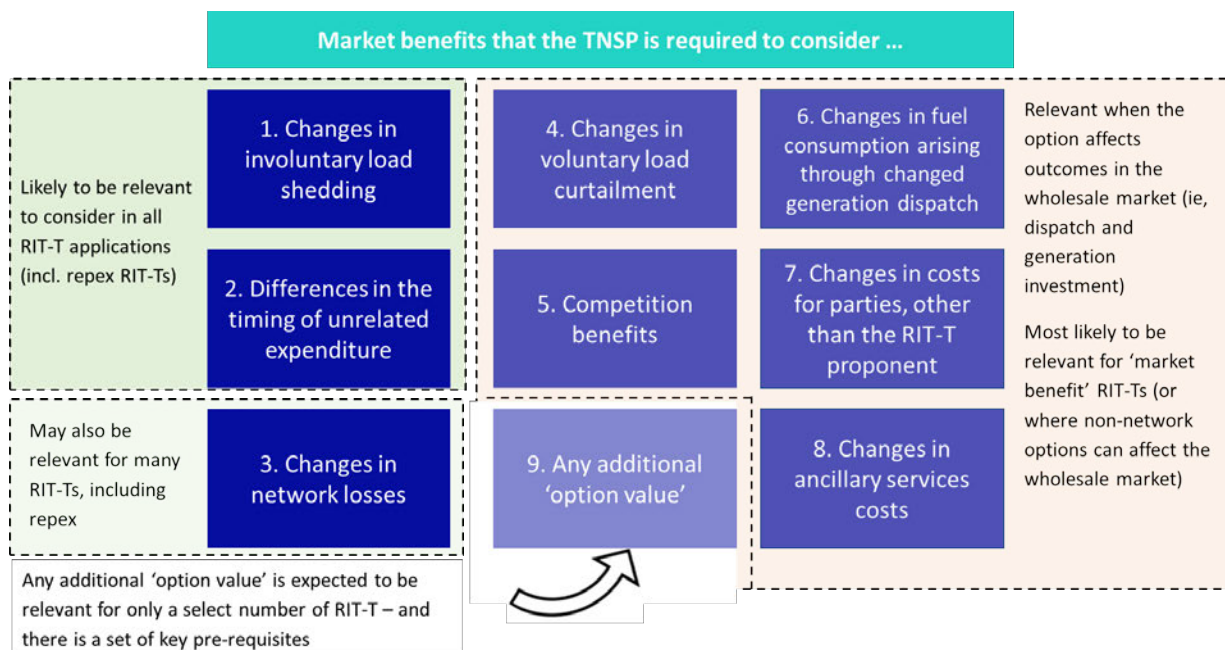 Market benefits that the TNSP is required to consider ...
Likely to be relevant
to consider in all
RIT-T applications
(incl. repex RIT-Ts)
1. Changes in
involuntary load
shedding
2. Differences in the
timing of unrelated
expenditure
May also be
relevant for many
RIT-Ts, including
repex
3. Changes in
network losses
Any additional ‘option value’ is expected to be
relevant for only a select number of RIT-T – and
there is a set of key pre-requisites
4. Changes in
voluntary load
curtailment
5. Competition
benefits
9. Any additional
‘option value’
6. Changes in fuel
consumption arising
through changed
generation dispatch
7. Changes in costs
for parties, other
than the RIT-T
proponent
8. Changes in
ancillary services
costs
Relevant when the
option affects
outcomes in the
wholesale market (ie,
dispatch and
generation
investment)
Most likely to be
relevant for ‘market
benefit’ RIT-Ts (or
where non-network
options can affect the
wholesale market)